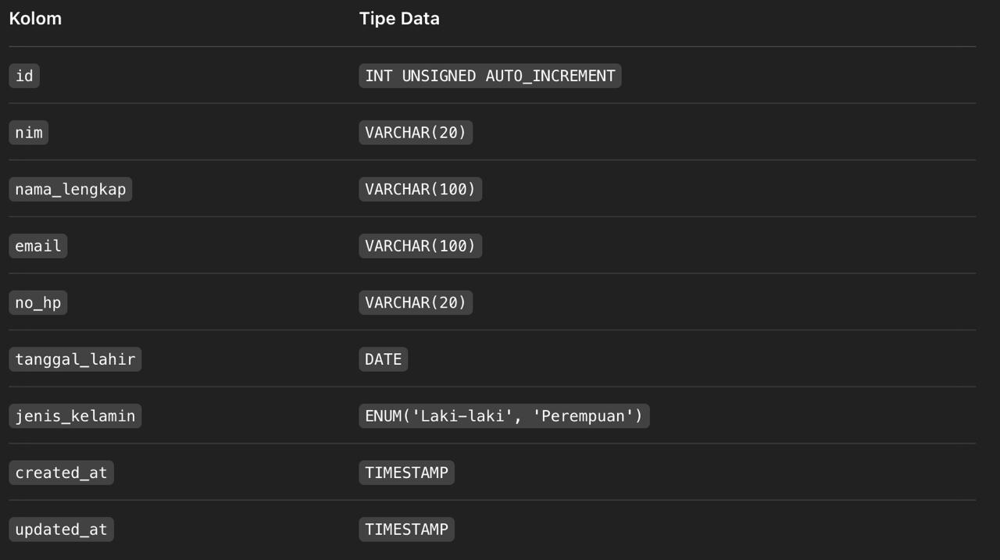 Kolom Tipe Data
id INT UNSIGNED AUTO_INCREMENT
nim VARCHAR(20)
nama_lengkap VARCHAR(100)
email VARCHAR(100)
no_hp VARCHAR(20)
tanggal_lahir DATE
jenis_kelamin ENUM('Laki-laki', 'Perempuan')
created_at TIMESTAMP
updated_at TIMESTAMP